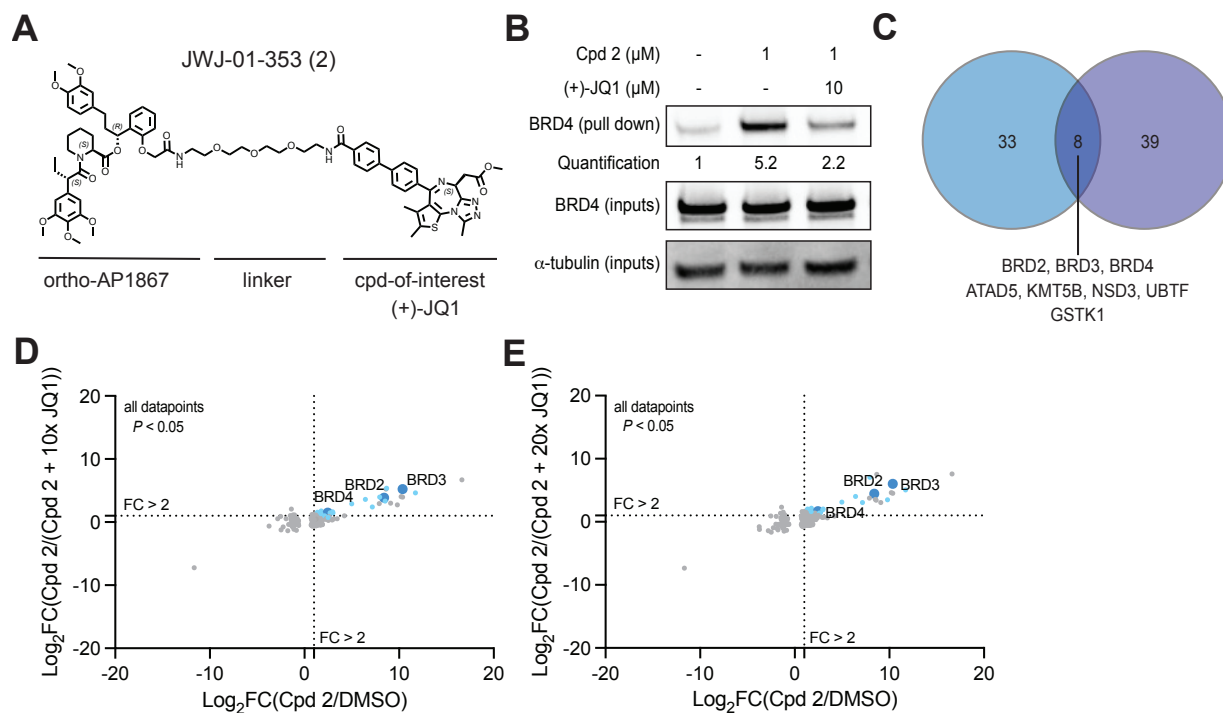 A
JWJ-01-353 (2)
(R)
(S)
(S)
(S)
O
N
H
S
ortho-AP1867
linker
cpd-of-interest
(+)-JQ1
B
Cpd 2 (μM) - 1 1
(+)-JQ1 (μM) - - 10
BRD4 (pull down)
Quantification 1 5.2 2.2
BRD4 (inputs)
α-tubulin (inputs)
C
33 8 39
BRD2, BRD3, BRD4
ATAD5, KMT5B, NSD3, UBTF
GSTK1
D
Log₂FC(Cpd 2/(Cpd 2 + 10x JQ1))
20
10
0
-10
-20
all datapoints
P < 0.05
BRD2
BRD3
BRD4
FC > 2
FC > 2
-20 -10 0 10 20
Log₂FC(Cpd 2/DMSO)
E
Log₂FC(Cpd 2/(Cpd 2 + 20x JQ1))
20
10
0
-10
-20
all datapoints
P < 0.05
BRD2
BRD3
BRD4
FC > 2
FC > 2
-20 -10 0 10 20
Log₂FC(Cpd 2/DMSO)